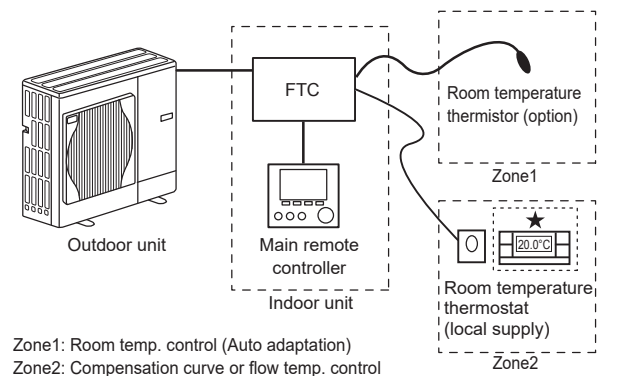 FTC
Room temperature
thermistor (option)
Zone1
Outdoor unit
Main remote
controller
Indoor unit
20.0°C
Room temperature
thermostat
(local supply)
Zone2
Zone1: Room temp. control (Auto adaptation)
Zone2: Compensation curve or flow temp. control